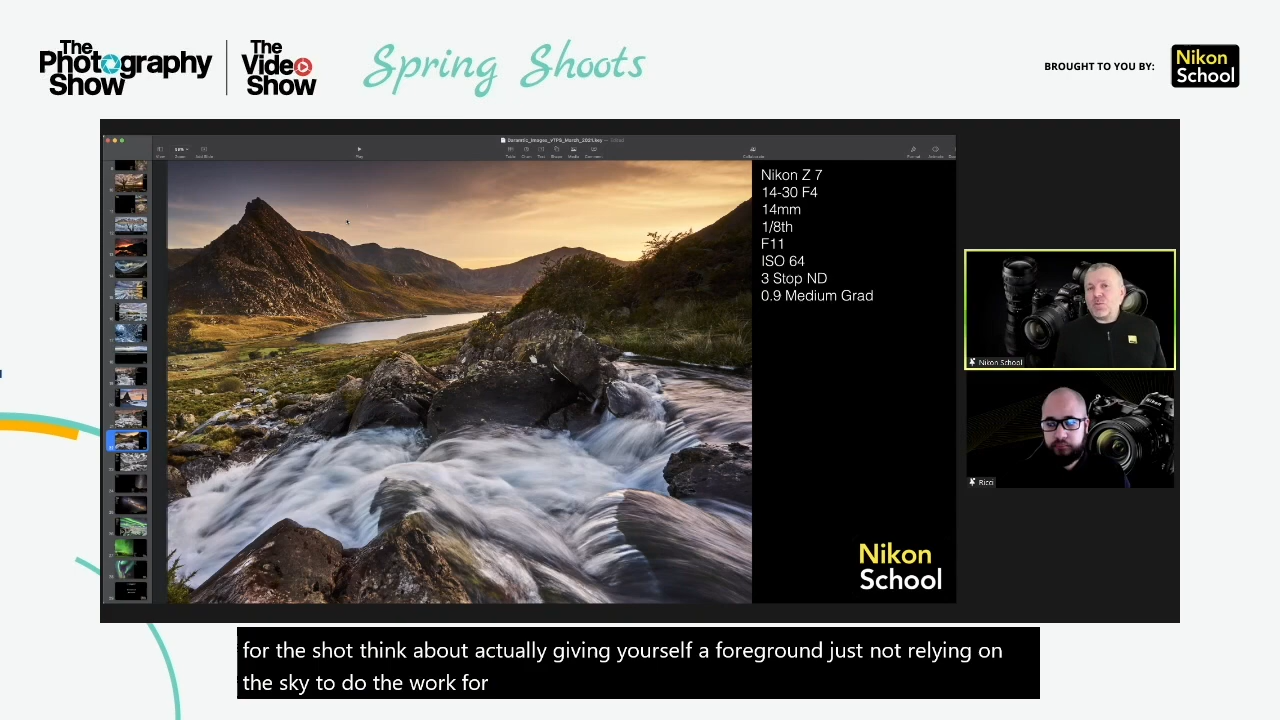 The
Photography
Show
The
Video
Show
Spring Shoots
BROUGHT TO YOU BY:
Nikon
School
Play
Nikon Z 7
14-30 F4
14mm
1/8th
F11
ISO 64
3 Stop ND
0.9 Medium Grad
Nikon
School
Nikon School
Ricci
for the shot think about actually giving yourself a foreground just not relying on
the sky to do the work for